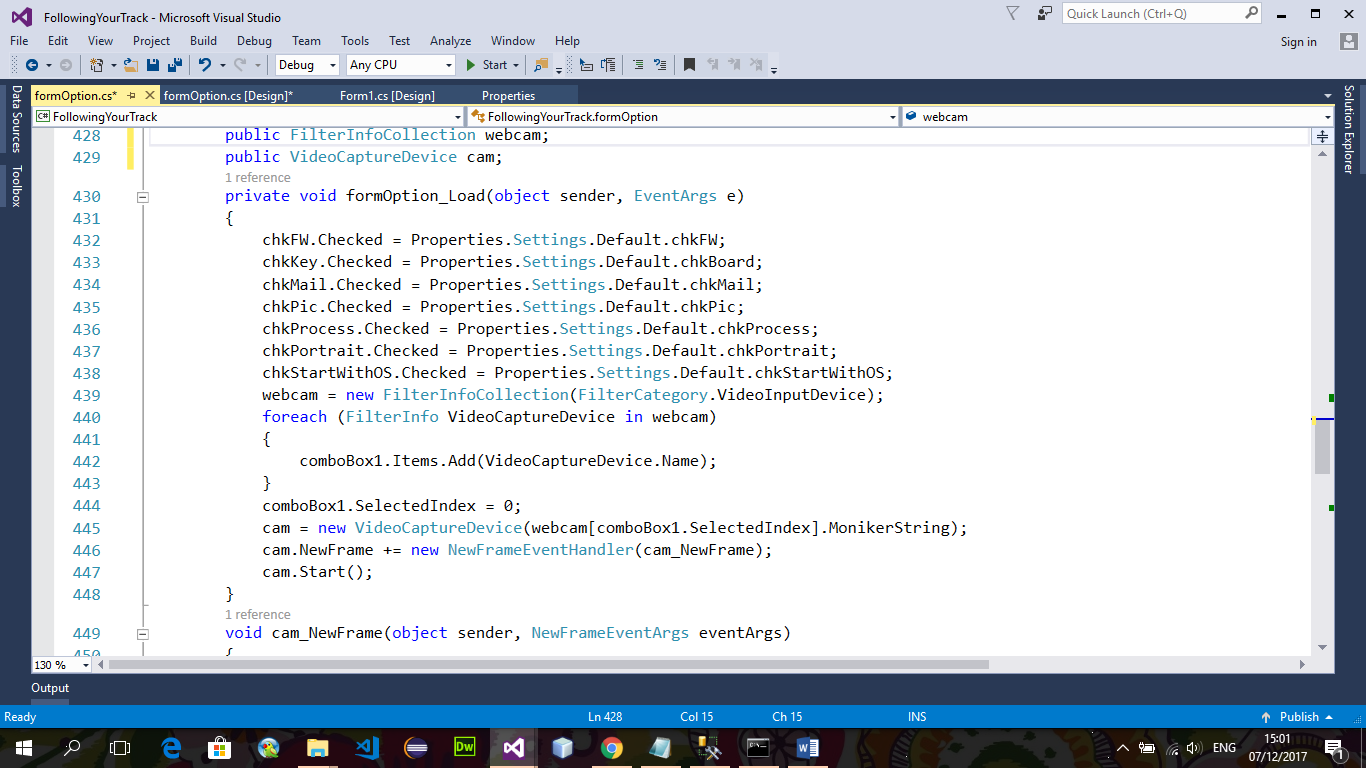 FollowingYourTrack - Microsoft Visual Studio
Quick Launch (Ctrl+Q)
File Edit View Project Build Debug Team Tools Test Analyze Window Help
Sign in
Debug Any CPU Start
Data Sources
Toolbox
Solution Explorer
formOption.cs* formOption.cs [Design]* Form1.cs [Design] Properties
C# FollowingYourTrack FollowingYourTrack.formOption webcam
428 public FilterInfoCollection webcam;
429 public VideoCaptureDevice cam;
1 reference
430 private void formOption_Load(object sender, EventArgs e)
431 {
432 chkFW.Checked = Properties.Settings.Default.chkFW;
433 chkKey.Checked = Properties.Settings.Default.chkBoard;
434 chkMail.Checked = Properties.Settings.Default.chkMail;
435 chkPic.Checked = Properties.Settings.Default.chkPic;
436 chkProcess.Checked = Properties.Settings.Default.chkProcess;
437 chkPortrait.Checked = Properties.Settings.Default.chkPortrait;
438 chkStartWithOS.Checked = Properties.Settings.Default.chkStartWithOS;
439 webcam = new FilterInfoCollection(FilterCategory.VideoInputDevice);
440 foreach (FilterInfo VideoCaptureDevice in webcam)
441 {
442 comboBox1.Items.Add(VideoCaptureDevice.Name);
443 }
444 comboBox1.SelectedIndex = 0;
445 cam = new VideoCaptureDevice(webcam[comboBox1.SelectedIndex].MonikerString);
446 cam.NewFrame += new NewFrameEventHandler(cam_NewFrame);
447 cam.Start();
448 }
1 reference
449 void cam_NewFrame(object sender, NewFrameEventArgs eventArgs)
450 {
130 %
Output
Ready Ln 428 Col 15 Ch 15 INS Publish
Dw
ENG
15:01
07/12/2017
1